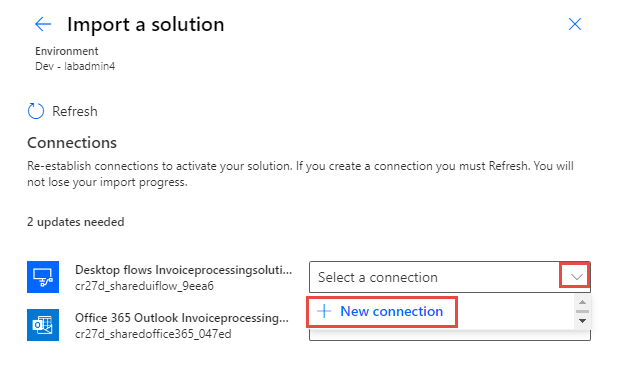 Import a solution
Environment
Dev - labadmin4
Refresh
Connections
Re-establish connections to activate your solution. If you create a connection you must Refresh. You will
not lose your import progress.
2 updates needed
Desktop flows Invoiceprocessingsoluti...
cr27d_shareduiflow_9eea6
Select a connection
New connection
Office 365 Outlook Invoiceprocessing...
cr27d_sharedoffice365_047ed